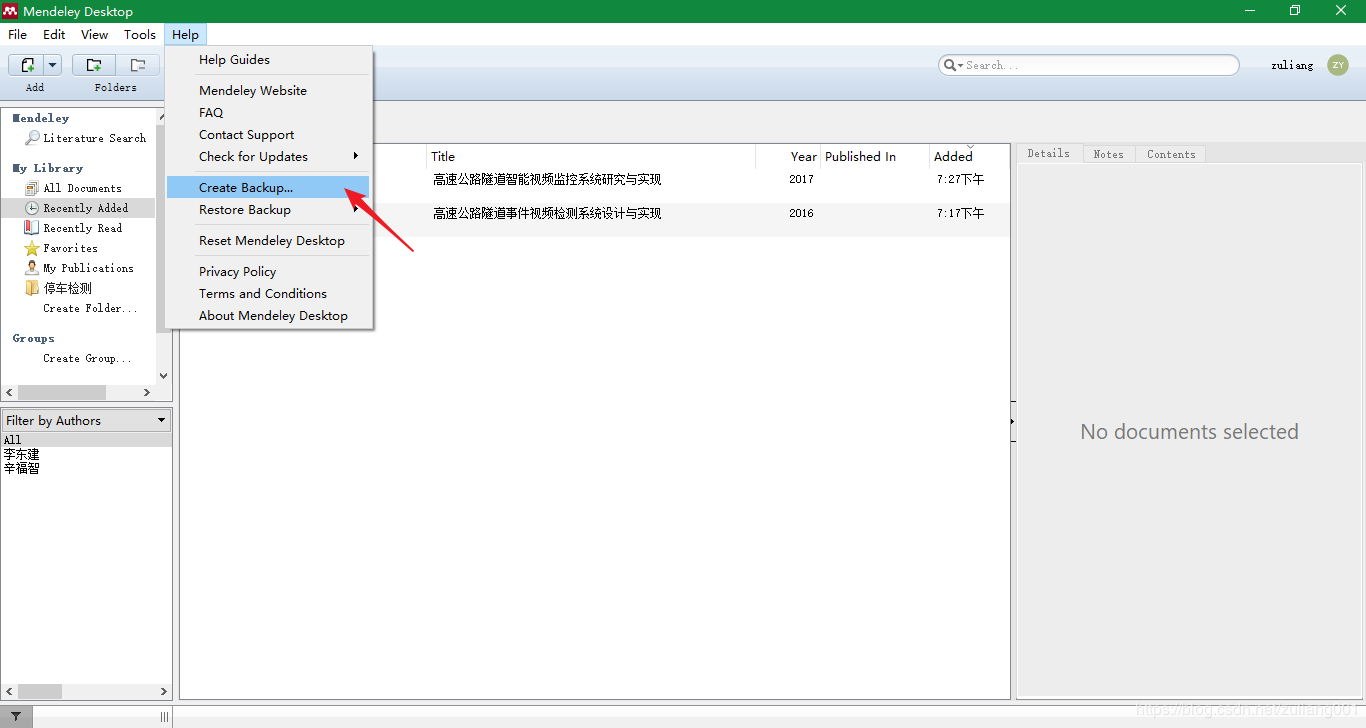 Mendeley Desktop
File Edit View Tools Help
Add
Folders
Search...
zuliang
ZY
Help Guides
Mendeley Website
FAQ
Contact Support
Check for Updates
Create Backup...
Restore Backup
Reset Mendeley Desktop
Privacy Policy
Terms and Conditions
About Mendeley Desktop
Mendeley
Literature Search
My Library
All Documents
Recently Added
Recently Read
Favorites
My Publications
停车检测
Create Folder...
Groups
Create Group...
Filter by Authors
All
李东建
辛福智
Title Year Published In Added
高速公路隧道智能视频监控系统研究与实现 2017 7:27下午
高速公路隧道事件视频检测系统设计与实现 2016 7:17下午
Details Notes Contents
No documents selected
https://blog.csdn.net/zuliang001